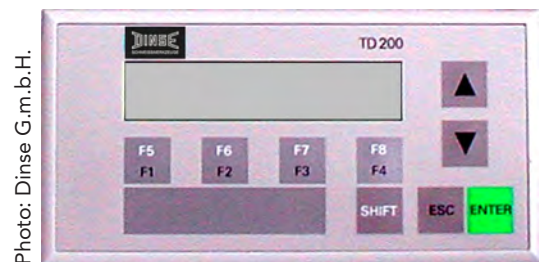 Photo: Dinse G.m.b.H.
DINSE
TD 200
F5 F6 F7 F8
F1 F2 F3 F4
SHIFT ESC ENTER